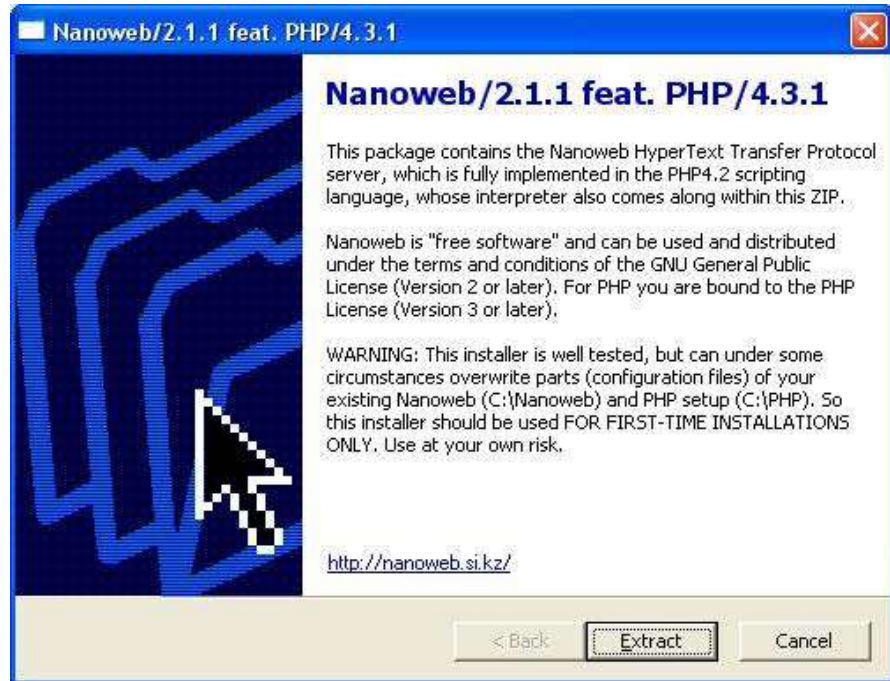 Nanoweb/2.1.1 feat. PHP/4.3.1
Nanoweb/2.1.1 feat. PHP/4.3.1
This package contains the Nanoweb HyperText Transfer Protocol
server, which is fully implemented in the PHP4.2 scripting
language, whose interpreter also comes along within this ZIP.
Nanoweb is "free software" and can be used and distributed
under the terms and conditions of the GNU General Public
License (Version 2 or later). For PHP you are bound to the PHP
License (Version 3 or later).
WARNING: This installer is well tested, but can under some
circumstances overwrite parts (configuration files) of your
existing Nanoweb (C:\Nanoweb) and PHP setup (C:\PHP). So
this installer should be used FOR FIRST-TIME INSTALLATIONS
ONLY. Use at your own risk.
http://nanoweb.si.kz/
< Back Extract Cancel